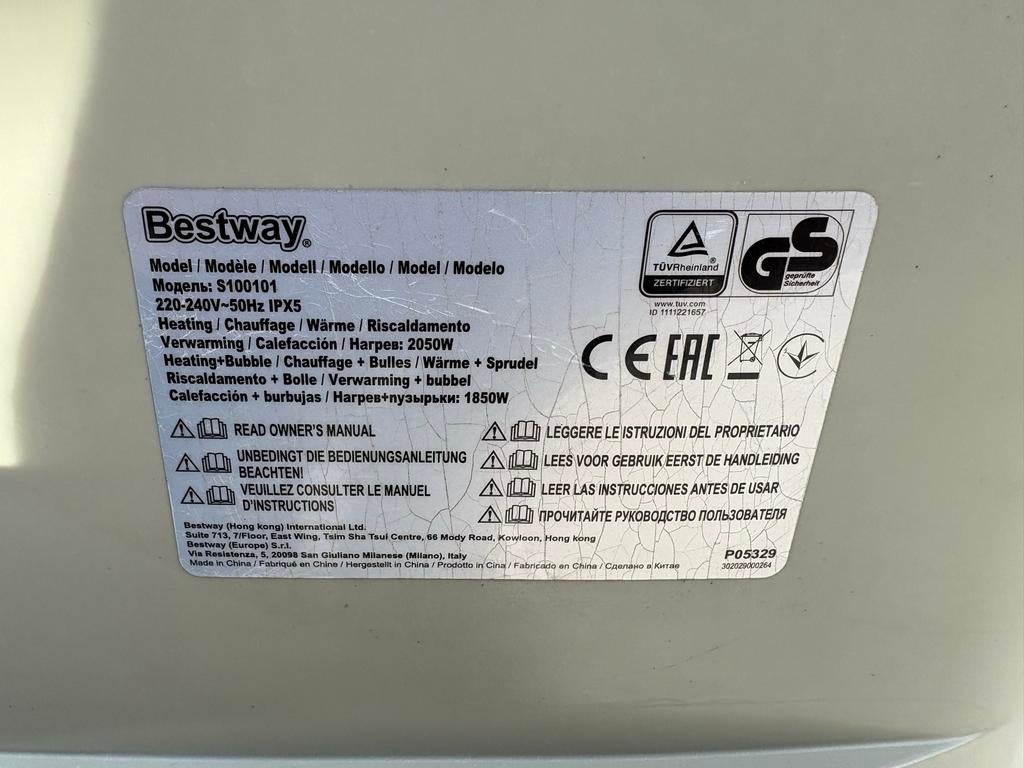 Bestway®
Model / Modèle / Modell / Modello / Model / Modelo
Модель: S100101
220-240V~50Hz IPX5
Heating / Chauffage / Wärme / Riscaldamento
Verwarming / Calefacción / Нагрев: 2050W
Heating+Bubble / Chauffage + Bulles / Wärme + Sprudel
Riscaldamento + Bolle / Verwarming + bubbel
Calefacción + burbujas / Нагрев+пузырьки: 1850W
TÜVRheinland
ZERTIFIZIERT
www.tuv.com
ID 1111221657
GS
geprüfte
Sicherheit
CE EAC
READ OWNER'S MANUAL
UNBEDINGT DIE BEDIENUNGSANLEITUNG
BEACHTEN!
VEUILLEZ CONSULTER LE MANUEL
D'INSTRUCTIONS
LEGGERE LE ISTRUZIONI DEL PROPRIETARIO
LEES VOOR GEBRUIK EERST DE HANDLEIDING
LEER LAS INSTRUCCIONES ANTES DE USAR
ПРОЧИТАЙТЕ РУКОВОДСТВО ПОЛЬЗОВАТЕЛЯ
Bestway (Hong kong) International Ltd.
Suite 713, 7/Floor, East Wing, Tsim Sha Tsui Centre, 66 Mody Road, Kowloon, Hong kong
Bestway (Europe) S.r.l.
Via Resistenza, 5, 20098 San Giuliano Milanese (Milano), Italy
Made in China / Fabriqué en Chine / Hergestellt in China / Prodotto in Cina / Fabricado en China / Сделано в Китае
P05329
302029000264